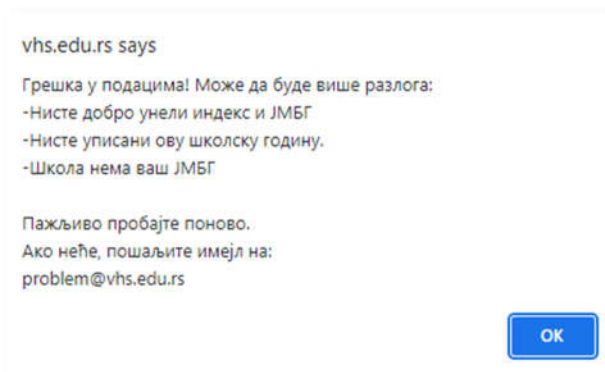 vhs.edu.rs says
Грешка у подацима! Може да буде више разлога:
-Нисте добро унели индекс и ЈМБГ
-Нисте уписани ову школску годину.
-Школа нема ваш ЈМБГ
Пажљиво пробајте поново.
Ако неће, пошаљите имејл на:
problem@vhs.edu.rs
OK